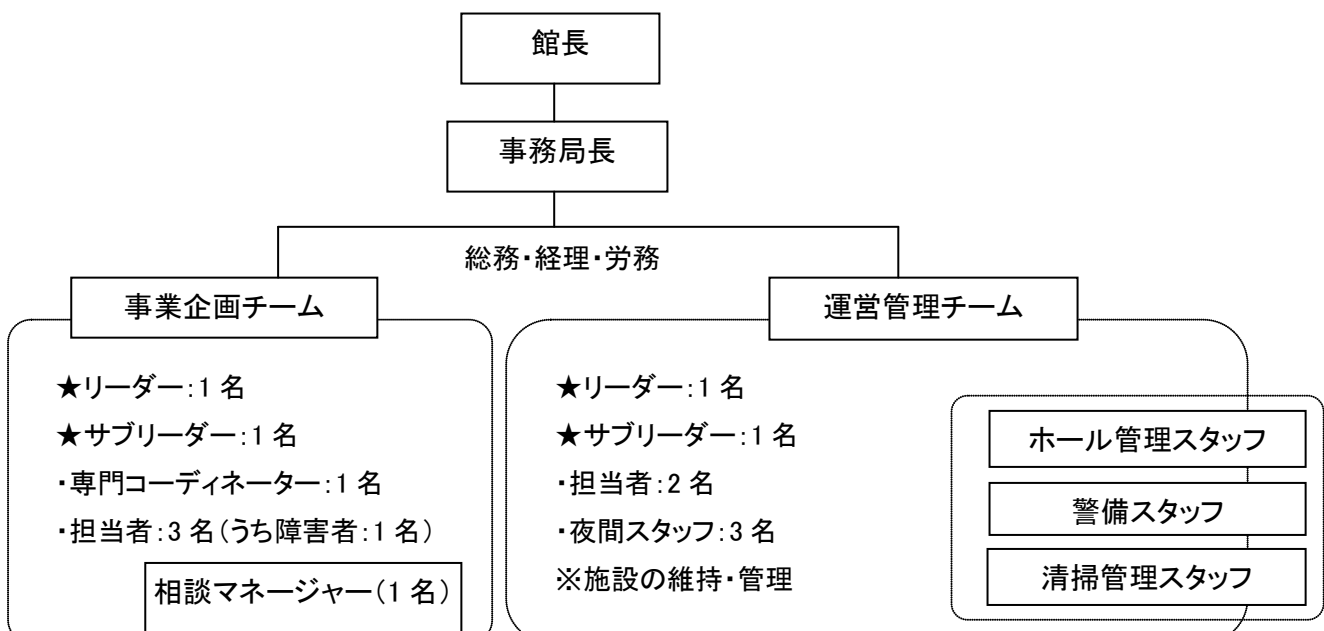 館長
事務局長
総務・経理・労務
事業企画チーム
★リーダー:1 名
★サブリーダー:1 名
・専門コーディネーター:1 名
・担当者:3 名(うち障害者:1 名)
相談マネージャー(1 名)
運営管理チーム
★リーダー:1 名
★サブリーダー:1 名
・担当者:2 名
・夜間スタッフ:3 名
※施設の維持・管理
ホール管理スタッフ
警備スタッフ
清掃管理スタッフ